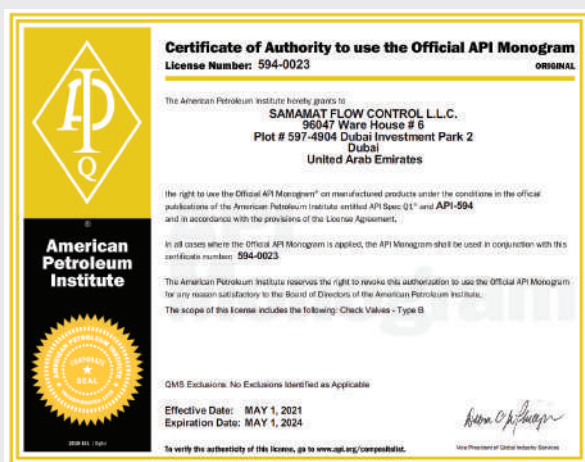 Certificate of Authority to use the Official API Monogram
License Number: 594-0023
ORIGINAL
The American Petroleum Institute hereby grants to
SAMAMAT FLOW CONTROL L.L.C.
96047 Ware House # 6
Plot # 597-4904 Dubai Investment Park 2
Dubai
United Arab Emirates
the right to use the Official API Monogram® on manufactured products under the conditions in the official
publications of the American Petroleum Institute entitled API Spec Q1® and API-594
and in accordance with the provisions of the License Agreement.
In all cases where the Official API Monogram is applied, the API Monogram shall be used in conjunction with this
certificate number: 594-0023
The American Petroleum Institute reserves the right to revoke this authorization to use the Official API Monogram
for any reason satisfactory to the Board of Directors of the American Petroleum Institute.
The scope of this license includes the following: Check Valves - Type B
QMS Exclusions: No Exclusions Identified as Applicable
Effective Date: MAY 1, 2021
Expiration Date: MAY 1, 2024
To verify the authenticity of this license, go to www.api.org/compositelist.
Vice President of Global Industry Services
API
Q
®
American
Petroleum
Institute
AMERICAN PETROLEUM INSTITUTE
CORPORATE
SEAL